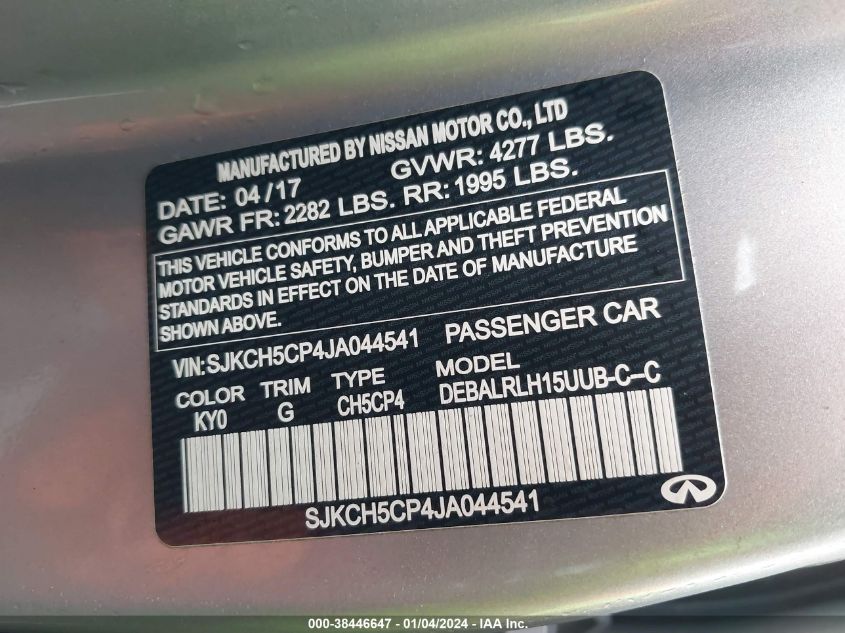 MANUFACTURED BY NISSAN MOTOR CO., LTD
DATE: 04/17 GVWR: 4277 LBS.
GAWR FR: 2282 LBS. RR: 1995 LBS.
THIS VEHICLE CONFORMS TO ALL APPLICABLE FEDERAL
MOTOR VEHICLE SAFETY, BUMPER AND THEFT PREVENTION
STANDARDS IN EFFECT ON THE DATE OF MANUFACTURE
SHOWN ABOVE.
VIN:SJKCH5CP4JA044541 PASSENGER CAR
COLOR TRIM TYPE MODEL
KY0 G CH5CP4 DEBALRLH15UUB-C-C
SJKCH5CP4JA044541
000-38446647 - 01/04/2024 - IAA Inc.